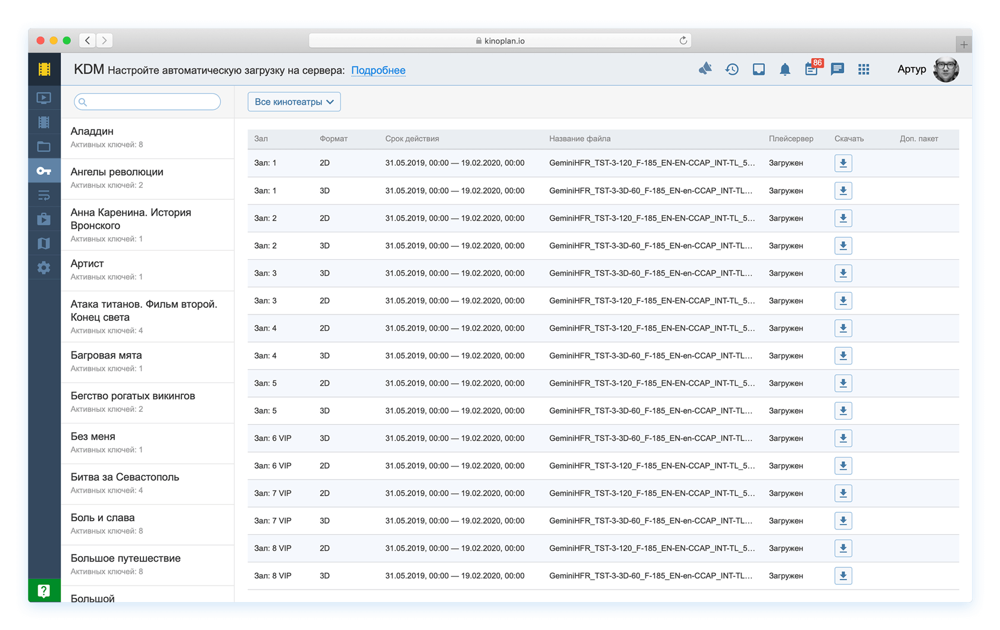 kinoplan.io
KDM Настройте автоматическую загрузку на сервера: Подробнее
86
Артур
Все кинотеатры
Аладдин
Активных ключей: 8
Ангелы революции
Активных ключей: 2
Анна Каренина. История
Вронского
Активных ключей: 1
Артист
Активных ключей: 1
Атака титанов. Фильм второй.
Конец света
Активных ключей: 4
Багровая мята
Активных ключей: 1
Бегство рогатых викингов
Активных ключей: 2
Без меня
Активных ключей: 1
Битва за Севастополь
Активных ключей: 4
Боль и слава
Активных ключей: 8
Большое путешествие
Активных ключей: 8
Большой
Зал Формат Срок действия Название файла Плейсервер Скачать Доп. пакет
Зал: 1 2D 31.05.2019, 00:00 — 19.02.2020, 00:00 GeminiHFR_TST-3-120_F-185_EN-EN-CCAP_INT-TL_5... Загружен
Зал: 1 3D 31.05.2019, 00:00 — 19.02.2020, 00:00 GeminiHFR_TST-3-3D-60_F-185_EN-en-CCAP_INT-TL... Загружен
Зал: 2 2D 31.05.2019, 00:00 — 19.02.2020, 00:00 GeminiHFR_TST-3-120_F-185_EN-EN-CCAP_INT-TL_5... Загружен
Зал: 2 3D 31.05.2019, 00:00 — 19.02.2020, 00:00 GeminiHFR_TST-3-3D-60_F-185_EN-en-CCAP_INT-TL... Загружен
Зал: 3 3D 31.05.2019, 00:00 — 19.02.2020, 00:00 GeminiHFR_TST-3-3D-60_F-185_EN-en-CCAP_INT-TL... Загружен
Зал: 3 2D 31.05.2019, 00:00 — 19.02.2020, 00:00 GeminiHFR_TST-3-120_F-185_EN-EN-CCAP_INT-TL_5... Загружен
Зал: 4 2D 31.05.2019, 00:00 — 19.02.2020, 00:00 GeminiHFR_TST-3-120_F-185_EN-EN-CCAP_INT-TL_5... Загружен
Зал: 4 3D 31.05.2019, 00:00 — 19.02.2020, 00:00 GeminiHFR_TST-3-3D-60_F-185_EN-en-CCAP_INT-TL... Загружен
Зал: 5 2D 31.05.2019, 00:00 — 19.02.2020, 00:00 GeminiHFR_TST-3-120_F-185_EN-EN-CCAP_INT-TL_5... Загружен
Зал: 5 3D 31.05.2019, 00:00 — 19.02.2020, 00:00 GeminiHFR_TST-3-3D-60_F-185_EN-en-CCAP_INT-TL... Загружен
Зал: 6 VIP 3D 31.05.2019, 00:00 — 19.02.2020, 00:00 GeminiHFR_TST-3-3D-60_F-185_EN-en-CCAP_INT-TL... Загружен
Зал: 6 VIP 2D 31.05.2019, 00:00 — 19.02.2020, 00:00 GeminiHFR_TST-3-120_F-185_EN-EN-CCAP_INT-TL_5... Загружен
Зал: 7 VIP 2D 31.05.2019, 00:00 — 19.02.2020, 00:00 GeminiHFR_TST-3-120_F-185_EN-EN-CCAP_INT-TL_5... Загружен
Зал: 7 VIP 3D 31.05.2019, 00:00 — 19.02.2020, 00:00 GeminiHFR_TST-3-3D-60_F-185_EN-en-CCAP_INT-TL... Загружен
Зал: 8 VIP 2D 31.05.2019, 00:00 — 19.02.2020, 00:00 GeminiHFR_TST-3-120_F-185_EN-EN-CCAP_INT-TL_5... Загружен
Зал: 8 VIP 3D 31.05.2019, 00:00 — 19.02.2020, 00:00 GeminiHFR_TST-3-3D-60_F-185_EN-en-CCAP_INT-TL... Загружен